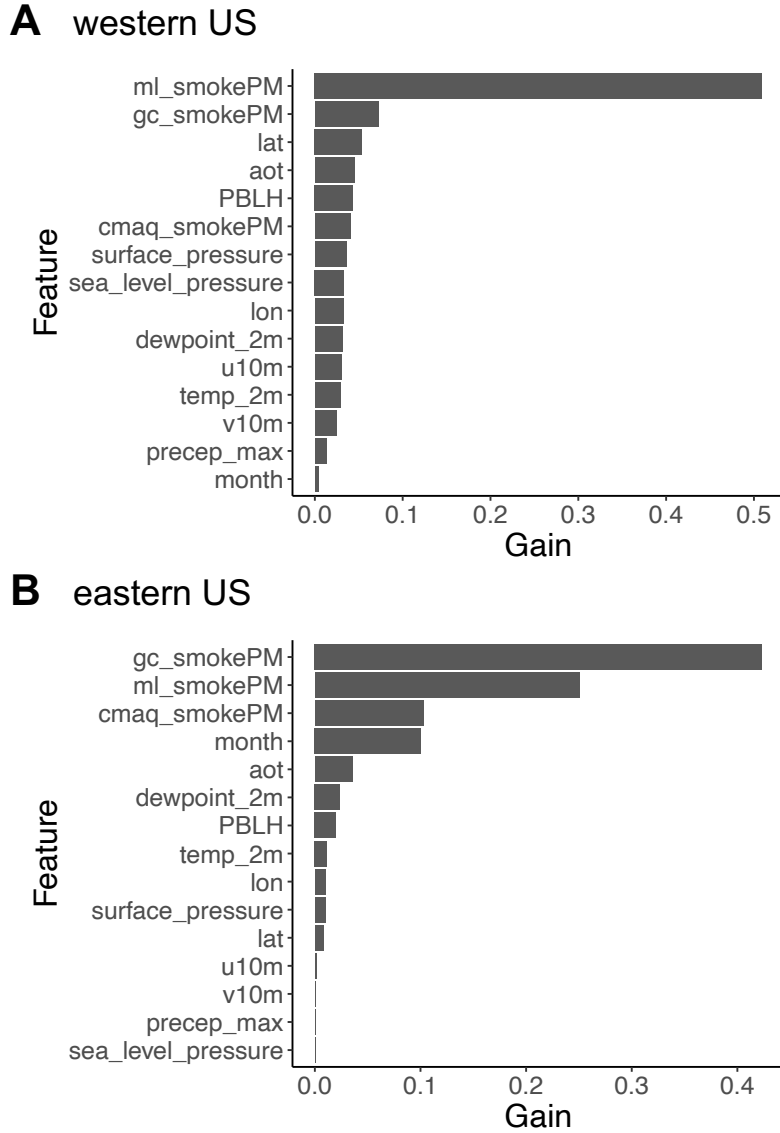 A western US
ml_smokePM
gc_smokePM
lat
aot
PBLH
cmaq_smokePM
surface_pressure
sea_level_pressure
lon
dewpoint_2m
u10m
temp_2m
v10m
precep_max
month
Feature
0.0 0.1 0.2 0.3 0.4 0.5
Gain
B eastern US
gc_smokePM
ml_smokePM
cmaq_smokePM
month
aot
dewpoint_2m
PBLH
temp_2m
lon
surface_pressure
lat
u10m
v10m
precep_max
sea_level_pressure
Feature
0.0 0.1 0.2 0.3 0.4
Gain